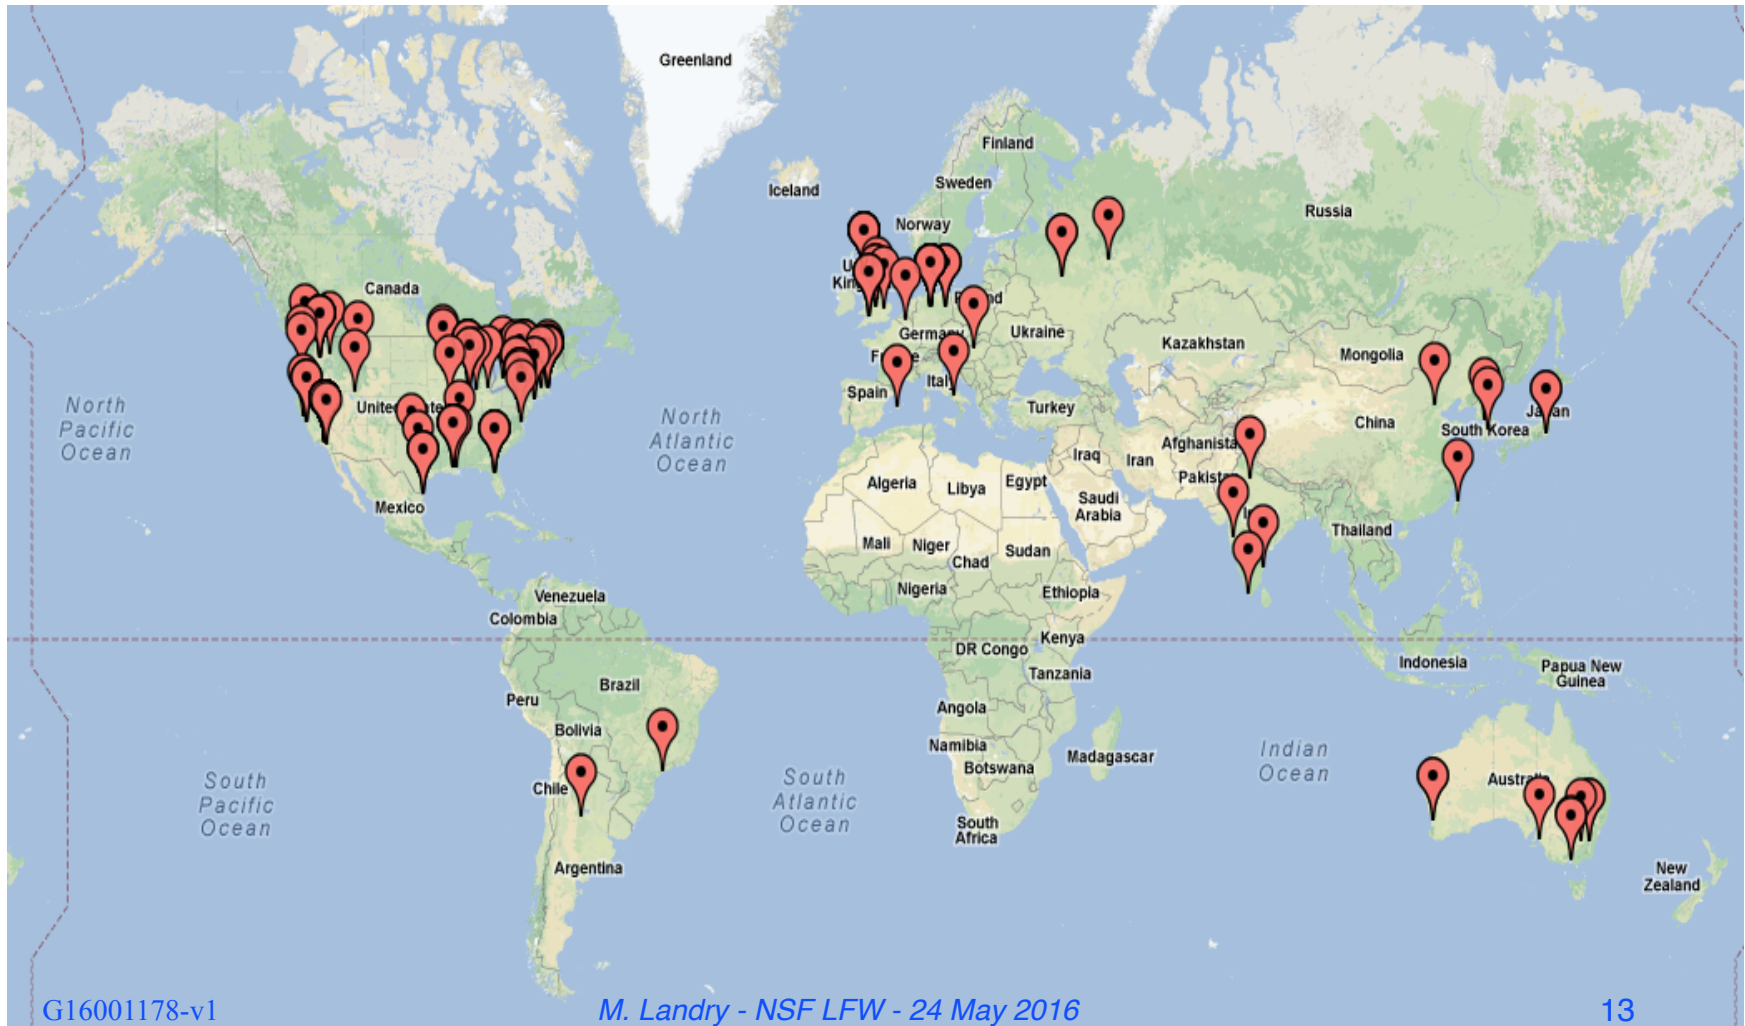 Greenland
Finland
Iceland
Sweden
Norway
Russia
Canada
Germany
Ukraine
Kazakhstan
Mongolia
Spain
Turkey
China
South Korea
North
Pacific
Ocean
North
Atlantic
Ocean
Afghanista
Iraq
Iran
Algeria
Libya
Egypt
Saudi
Arabia
Mexico
Mali
Niger
Chad
Sudan
Thailand
Nigeria
Ethiopia
Venezuela
Colombia
Kenya
DR Congo
Tanzania
Indonesia
Papua New
Guinea
Brazil
Peru
Angola
Bolivia
Namibia
Botswana
Madagascar
Indian
Ocean
South
Pacific
Ocean
Chile
South
Atlantic
Ocean
South
Africa
Argentina
New
Zealand
G16001178-v1
M. Landry - NSF LFW - 24 May 2016
13